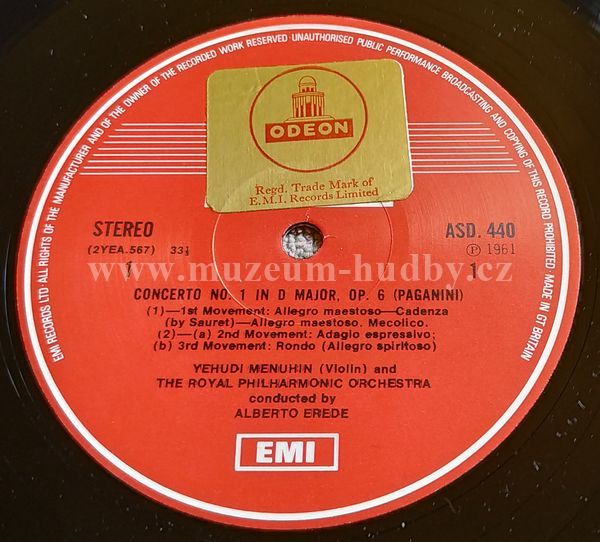 EMI RECORDS LTD ALL RIGHTS OF THE MANUFACTURER AND OF THE OWNER OF THE RECORDED WORK RESERVED UNAUTHORISED PUBLIC PERFORMANCE BROADCASTING AND COPYING OF THIS RECORD PROHIBITED MADE IN GT BRITAIN
ODEON
Regd. Trade Mark of
E.M.I. Records Limited
STEREO ASD. 440
(2YEA.567) 33⅓ ℗ 1961
1 1
www.muzeum-hudby.cz
CONCERTO NO. 1 IN D MAJOR, OP. 6 (PAGANINI)
(1)—1st Movement: Allegro maestoso—Cadenza
(by Sauret)—Allegro maestoso. Mecolico.
(2)—(a) 2nd Movement: Adagio espressivo;
(b) 3rd Movement: Rondo (Allegro spiritoso)
YEHUDI MENUHIN (Violin) and
THE ROYAL PHILHARMONIC ORCHESTRA
conducted by
ALBERTO EREDE
EMI